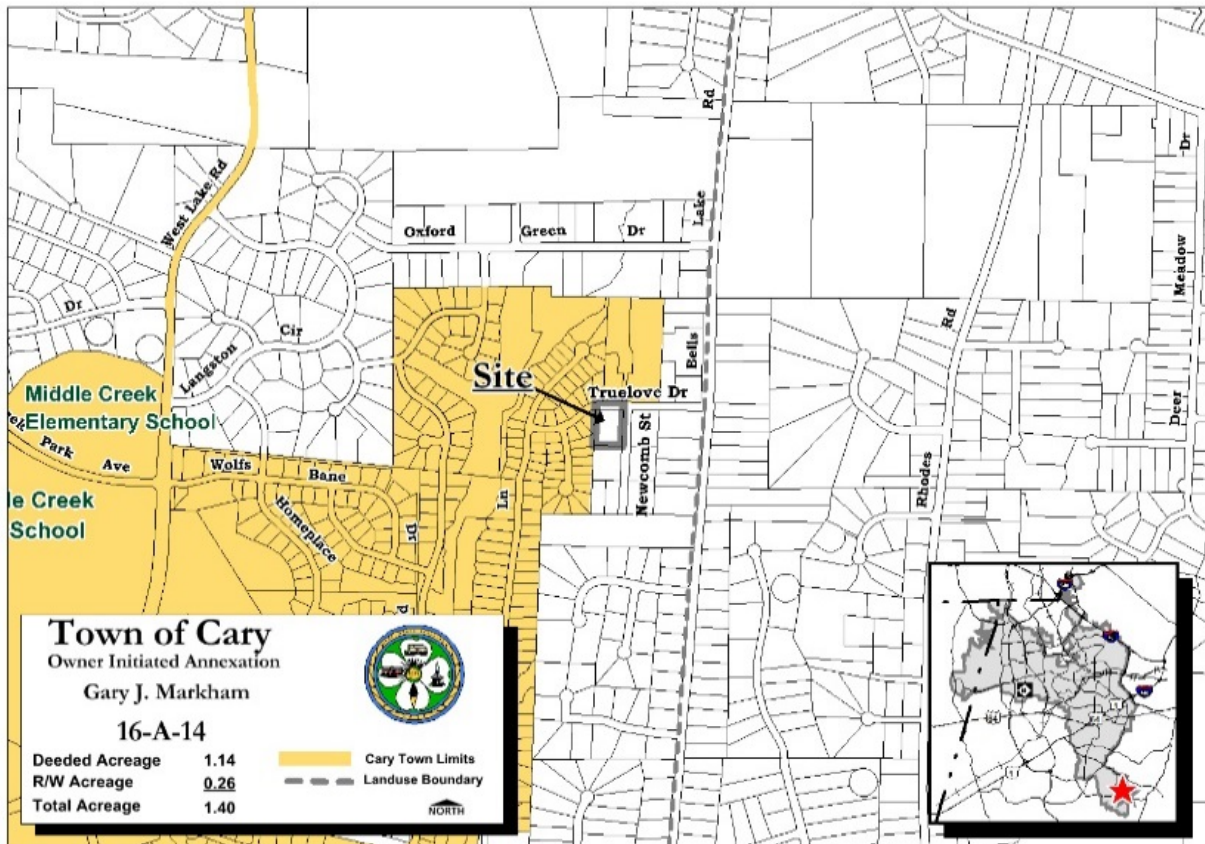 Rd
Dr
West Lake Rd
Oxford Green Dr
Lake
Meadow
Dr
Rd
Cir
Langston
Eells
Site
Truelove Dr
Middle Creek
Elementary School
Newcomb St
Deer
Park Ave
Wolfs Bane
Rhodes
le Creek
School
Ln
Homeplace
Dr
Town of Cary
Owner Initiated Annexation
Gary J. Markham
16-A-14
Deeded Acreage 1.14
R/W Acreage 0.26
Total Acreage 1.40
Cary Town Limits
Landuse Boundary
NORTH